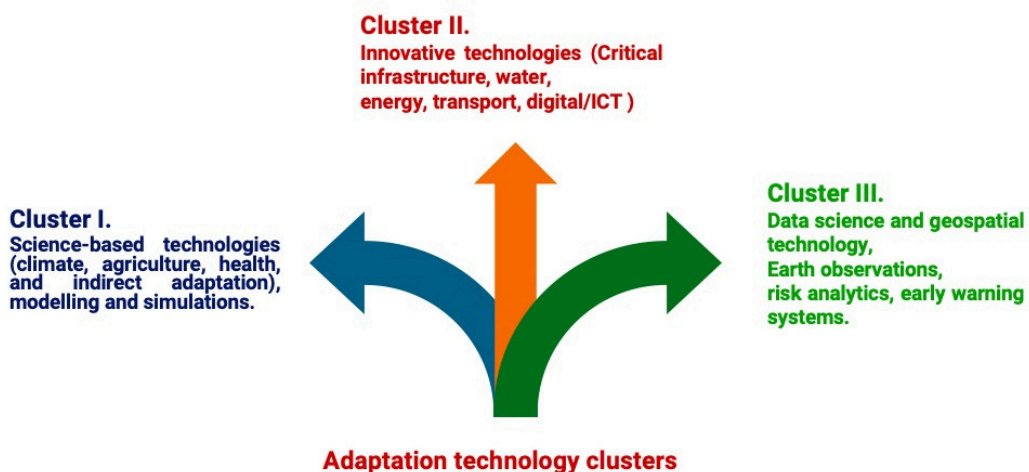 Cluster II.
Innovative technologies (Critical
infrastructure, water,
energy, transport, digital/ICT )
Cluster I.
Science-based technologies
(climate, agriculture, health,
and indirect adaptation),
modelling and simulations.
Cluster III.
Data science and geospatial
technology,
Earth observations,
risk analytics, early warning
systems.
Adaptation technology clusters